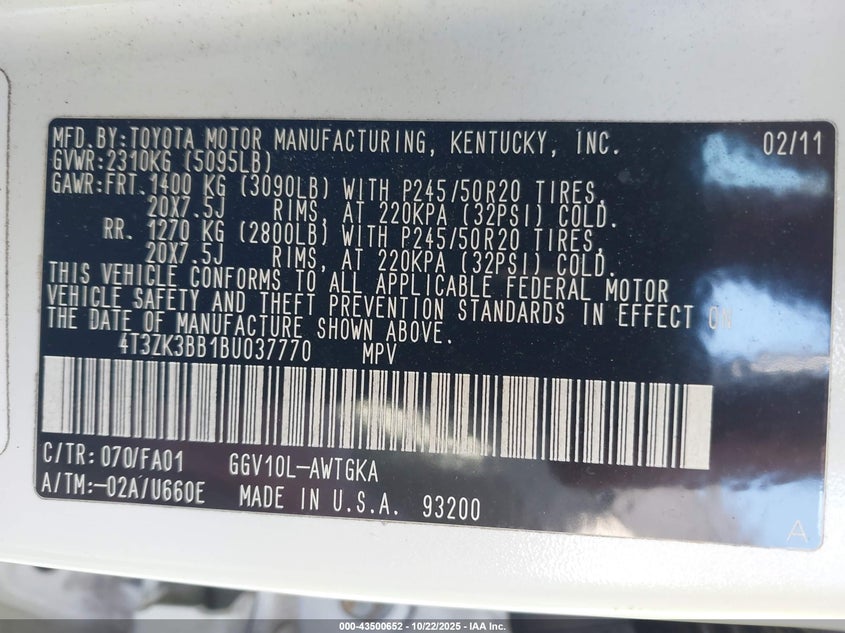 MFD.BY:TOYOTA MOTOR MANUFACTURING, KENTUCKY, INC. 02/11
GVWR:2310KG (5095LB)
GAWR:FRT. 1400 KG (3090LB) WITH P245/50R20 TIRES,
20X7.5J RIMS, AT 220KPA (32PSI) COLD.
RR. 1270 KG (2800LB) WITH P245/50R20 TIRES,
20X7.5J RIMS, AT 220KPA (32PSI) COLD.
THIS VEHICLE CONFORMS TO ALL APPLICABLE FEDERAL MOTOR
VEHICLE SAFETY AND THEFT PREVENTION STANDARDS IN EFFECT ON
THE DATE OF MANUFACTURE SHOWN ABOVE.
4T3ZK3BB1BU037770 MPV
C/TR: 070/FA01 GGV10L-AWTGKA
A/TM:-02A/U660E MADE IN U.S.A. 93200
A
000-43500652 - 10/22/2025 - IAA Inc.